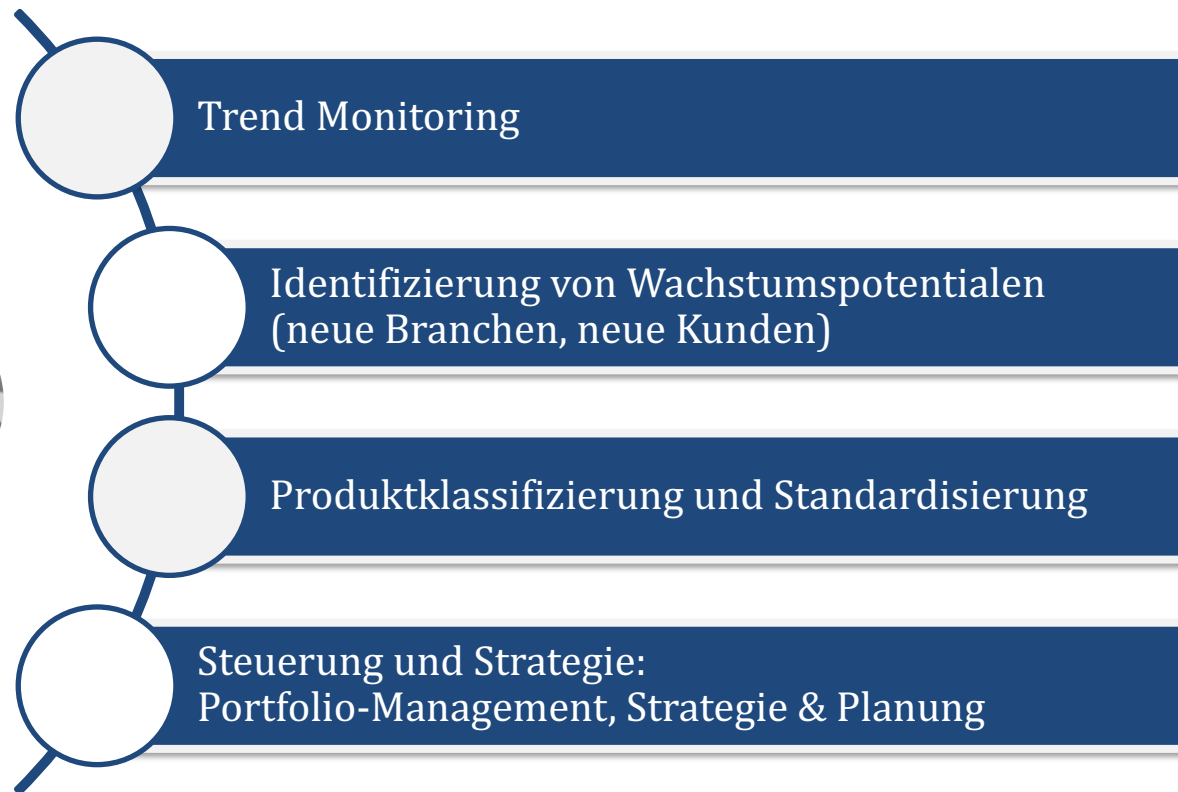 Trend Monitoring
Identifizierung von Wachstumspotentialen
(neue Branchen, neue Kunden)
Produktklassifizierung und Standardisierung
Steuerung und Strategie:
Portfolio-Management, Strategie & Planung